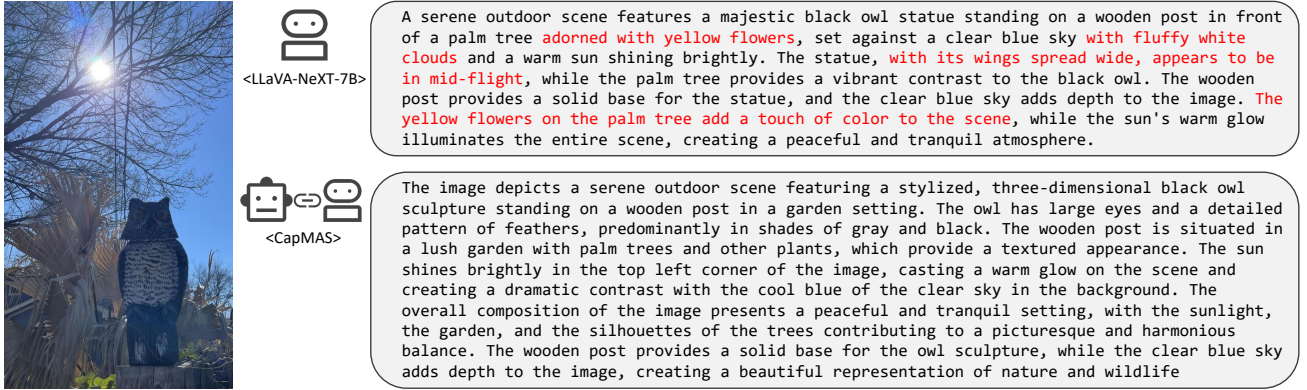 A serene outdoor scene features a majestic black owl statue standing on a wooden post in front
of a palm tree adorned with yellow flowers, set against a clear blue sky with fluffy white
clouds and a warm sun shining brightly. The statue, with its wings spread wide, appears to be
in mid-flight, while the palm tree provides a vibrant contrast to the black owl. The wooden
post provides a solid base for the statue, and the clear blue sky adds depth to the image. The
yellow flowers on the palm tree add a touch of color to the scene, while the sun's warm glow
illuminates the entire scene, creating a peaceful and tranquil atmosphere.
<LLaVA-NeXT-7B>
The image depicts a serene outdoor scene featuring a stylized, three-dimensional black owl
sculpture standing on a wooden post in a garden setting. The owl has large eyes and a detailed
pattern of feathers, predominantly in shades of gray and black. The wooden post is situated in
a lush garden with palm trees and other plants, which provide a textured appearance. The sun
shines brightly in the top left corner of the image, casting a warm glow on the scene and
creating a dramatic contrast with the cool blue of the clear sky in the background. The
overall composition of the image presents a peaceful and tranquil setting, with the sunlight,
the garden, and the silhouettes of the trees contributing to a picturesque and harmonious
balance. The wooden post provides a solid base for the owl sculpture, while the clear blue sky
adds depth to the image, creating a beautiful representation of nature and wildlife
<CapMAS>